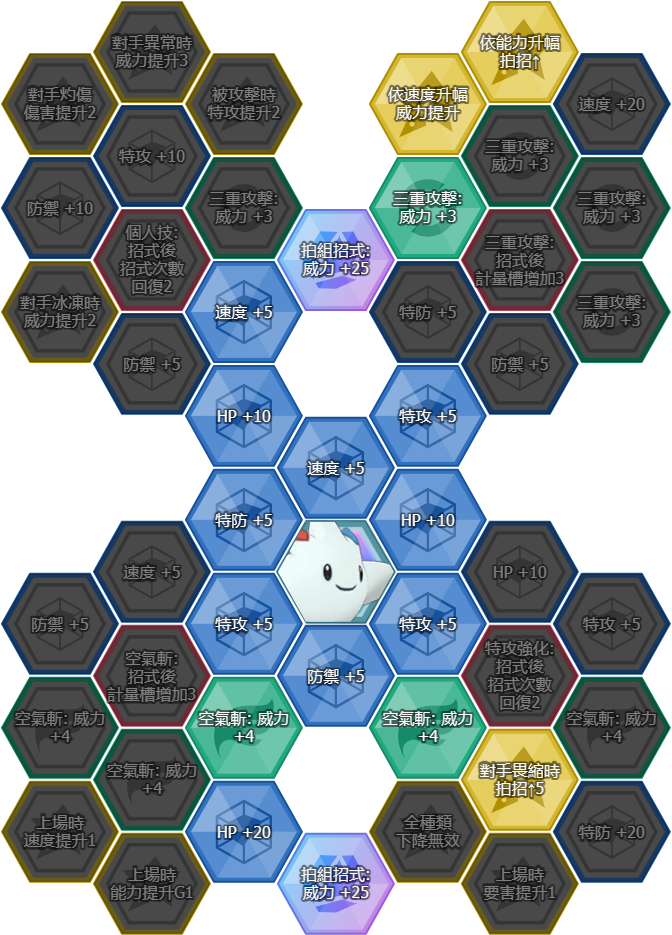 對手異常時
威力提升3
依能力升幅
拍招↑
對手灼傷
傷害提升2
被攻擊時
特攻提升2
依速度升幅
威力提升
速度 +20
特攻 +10
三重攻擊:
威力 +3
防禦 +10
三重攻擊:
威力 +3
三重攻擊:
威力 +3
三重攻擊:
威力 +3
個人技:
招式後
招式次數
回復2
拍組招式:
威力 +25
三重攻擊:
招式後
計量槽增加3
對手冰凍時
威力提升2
速度 +5
特防 +5
三重攻擊:
威力 +3
防禦 +5
防禦 +5
HP +10
特攻 +5
速度 +5
特防 +5
HP +10
速度 +5
HP +10
防禦 +5
特攻 +5
特攻 +5
特攻 +5
空氣斬:
招式後
計量槽增加3
防禦 +5
特攻強化:
招式後
招式次數
回復2
空氣斬: 威力
+4
空氣斬: 威力
+4
空氣斬: 威力
+4
空氣斬: 威力
+4
空氣斬: 威力
+4
對手畏縮時
拍招↑5
上場時
速度提升1
HP +20
全種類
下降無效
特防 +20
上場時
能力提升G1
拍組招式:
威力 +25
上場時
要害提升1